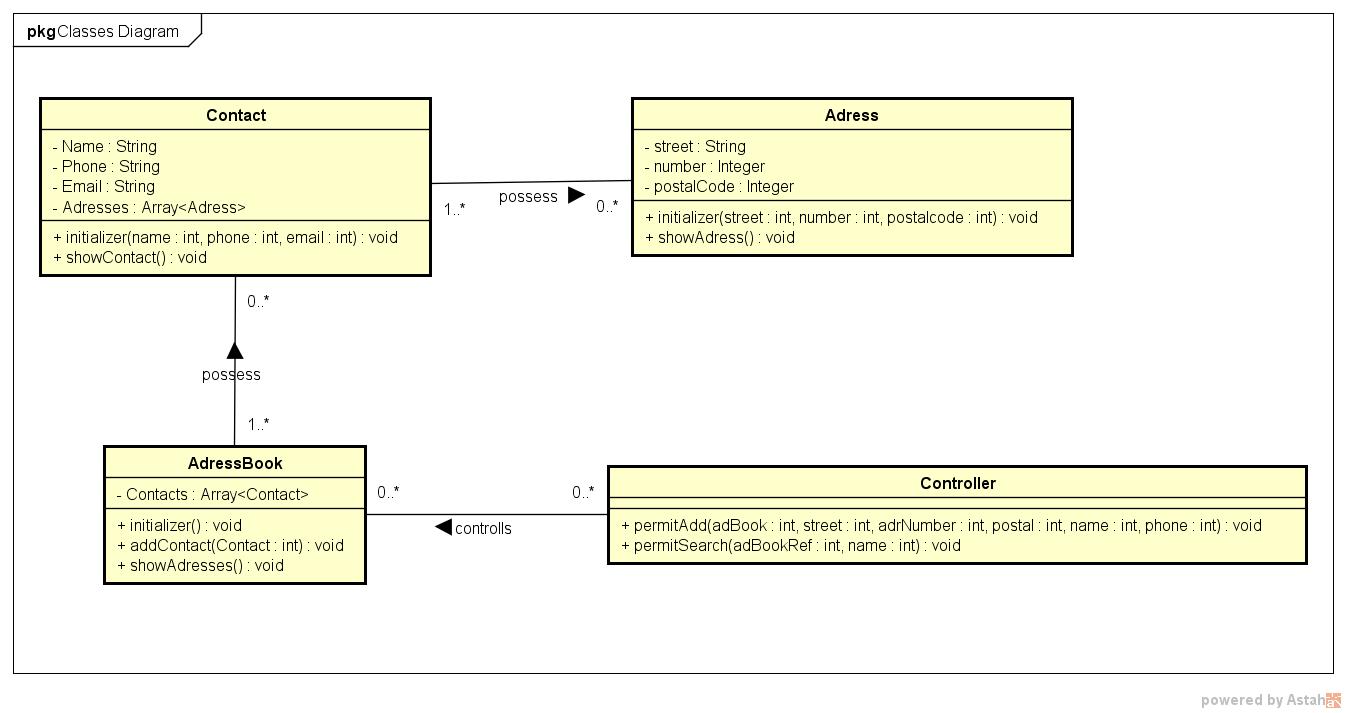 pkg Classes Diagram
Contact
- Name : String
- Phone : String
- Email : String
- Adresses : Array<Adress>
+ initializer(name : int, phone : int, email : int) : void
+ showContact() : void
Adress
- street : String
- number : Integer
- postalCode : Integer
+ initializer(street : int, number : int, postalcode : int) : void
+ showAdress() : void
possess
1..*
0..*
0..*
possess
1..*
AdressBook
- Contacts : Array<Contact>
+ initializer() : void
+ addContact(Contact : int) : void
+ showAdresses() : void
0..*
0..*
controlls
Controller
+ permitAdd(adBook : int, street : int, adrNumber : int, postal : int, name : int, phone : int) : void
+ permitSearch(adBookRef : int, name : int) : void
powered by Astah